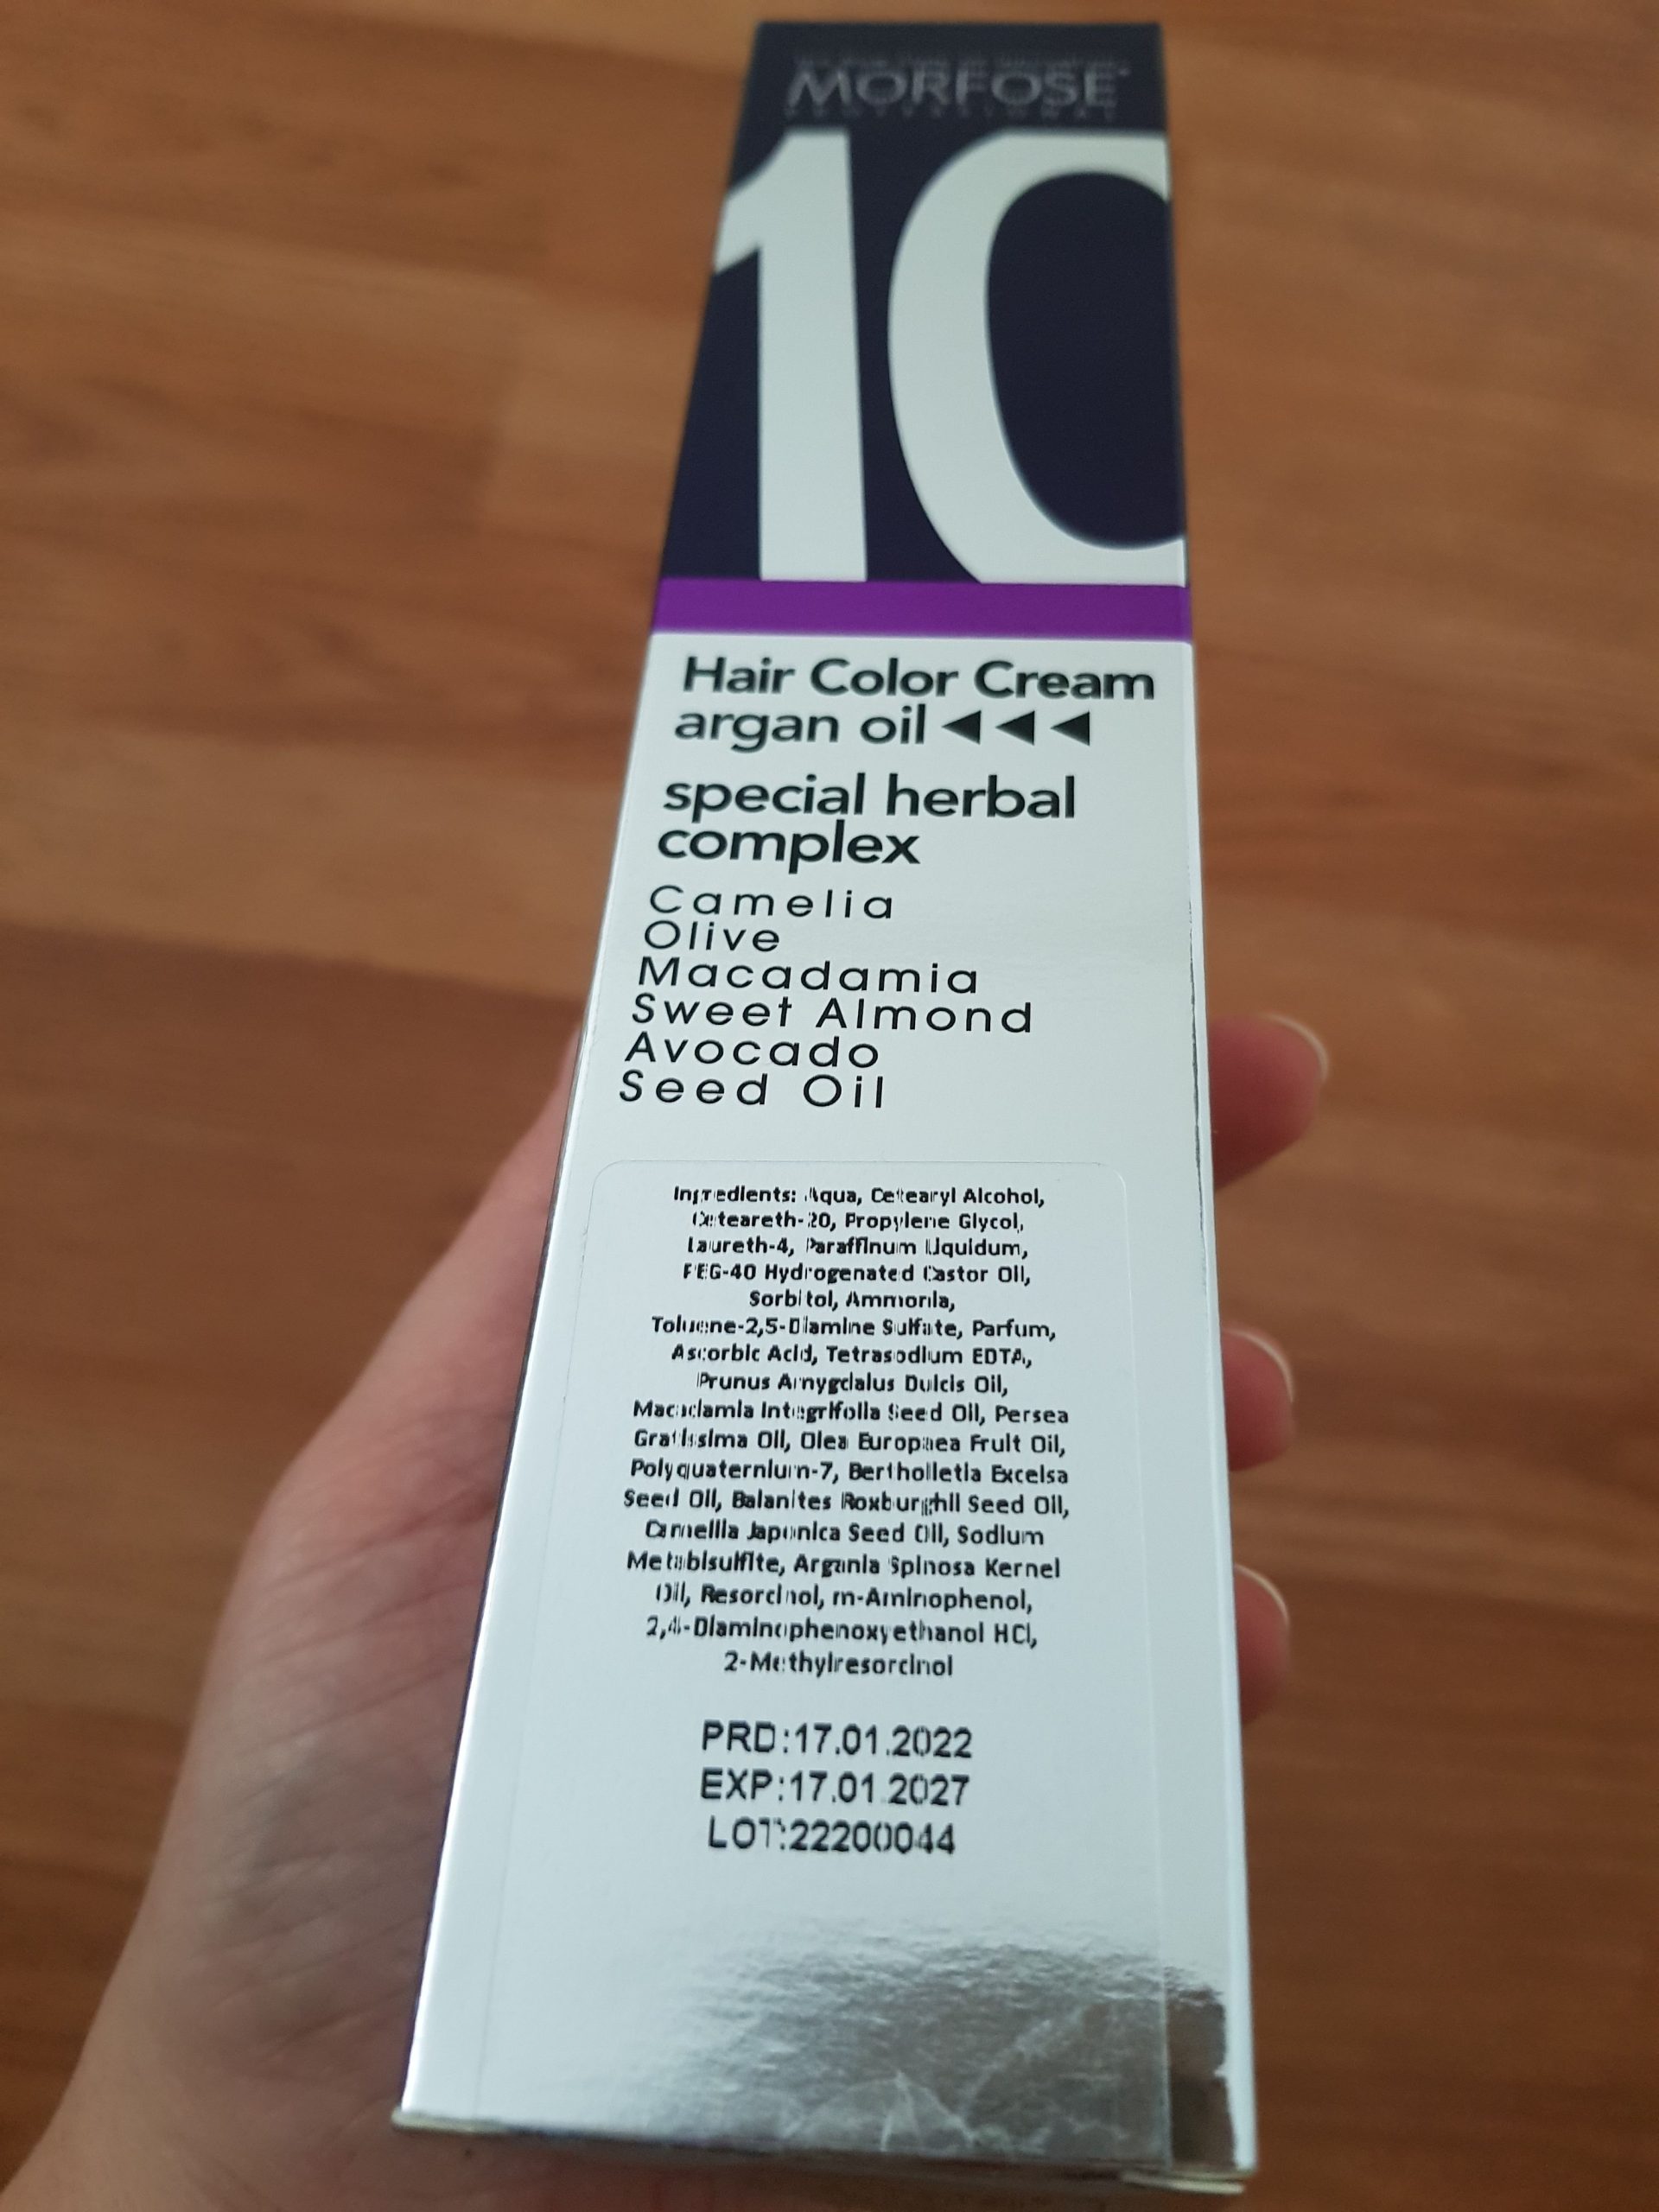 MORFOSE
PROFESSIONAL
10
Hair Color Cream
argan oil ◀ ◀ ◀
special herbal
complex
Camelia
Olive
Macadamia
Sweet Almond
Avocado
Seed Oil
Ingredients: Aqua, Cetearyl Alcohol,
Ceteareth-20, Propylene Glycol,
Laureth-4, Paraffinum Liquidum,
PEG-40 Hydrogenated Castor Oil,
Sorbitol, Ammonia,
Toluene-2,5-Diamine Sulfate, Parfum,
Ascorbic Acid, Tetrasodium EDTA,
Prunus Amygdalus Dulcis Oil,
Macadamia Integrifolia Seed Oil, Persea
Gratissima Oil, Olea Europaea Fruit Oil,
Polyquaternium-7, Bertholletia Excelsa
Seed Oil, Balanites Roxburghii Seed Oil,
Camellia Japonica Seed Oil, Sodium
Metabisulfite, Argania Spinosa Kernel
Oil, Resorcinol, m-Aminophenol,
2,4-Diaminophenoxyethanol HCl,
2-Methylresorcinol
PRD:17.01.2022
EXP:17.01.2027
LOT:22200044